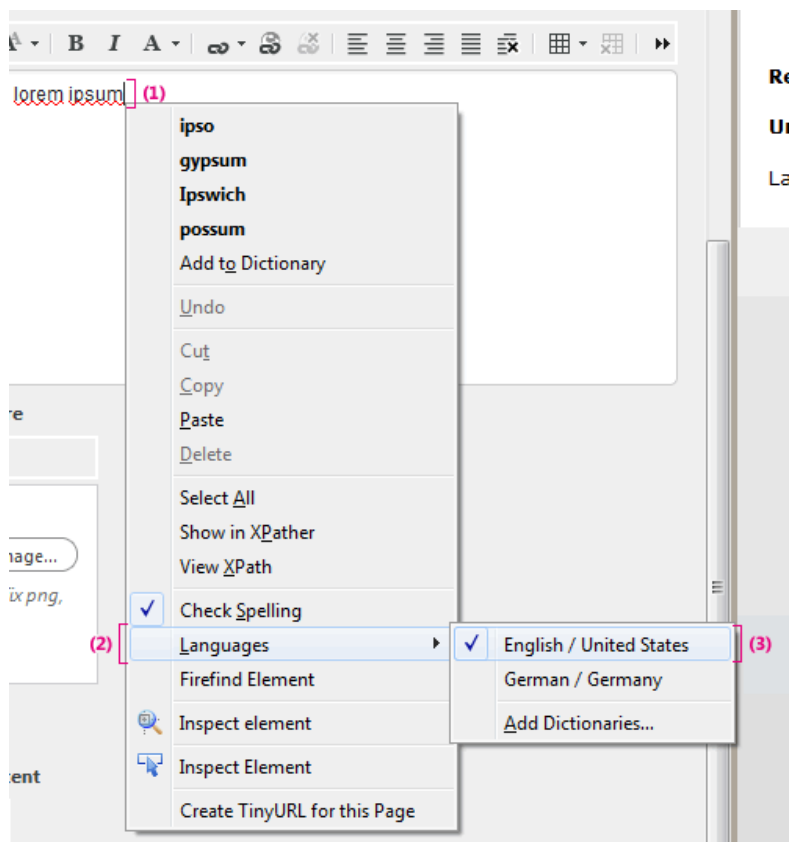 B I A
Re
lorem ipsum (1)
ipso
gypsum
Ipswich
possum
Add to Dictionary
Undo
Cut
Copy
Paste
Delete
Select All
Show in XPather
View XPath
Check Spelling
(2) Languages
English / United States (3)
Firefind Element
German / Germany
Inspect element
Add Dictionaries...
Inspect Element
Create TinyURL for this Page
re
nage...
ix png,
ent
Un
La